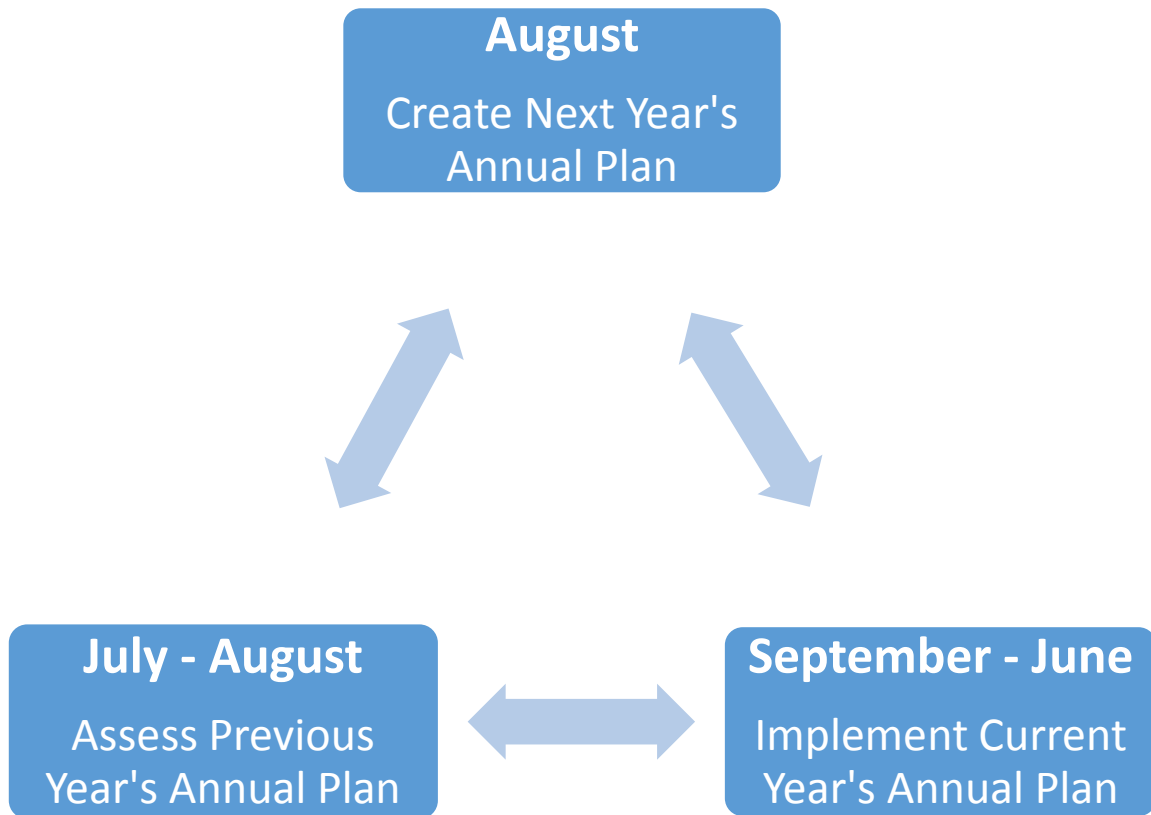 August
Create Next Year's
Annual Plan
July - August
Assess Previous
Year's Annual Plan
September - June
Implement Current
Year's Annual Plan